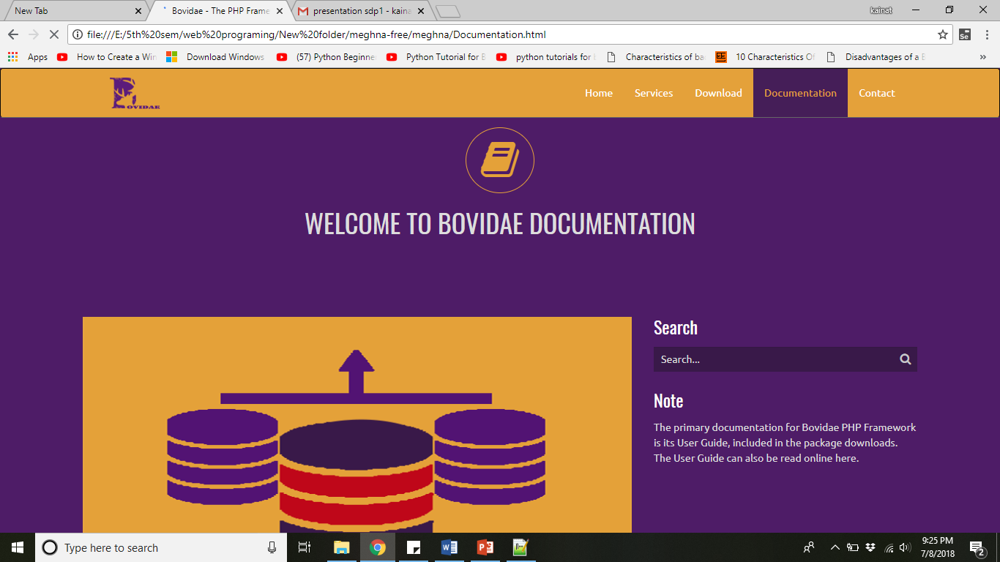 New Tab
Bovidae - The PHP Frame
presentation sdp1 - kaina
kainat
file:///E:/5th%20sem/web%20programing/New%20folder/meghna-free/meghna/Documentation.html
Apps
How to Create a Win
Download Windows
(57) Python Beginne
Python Tutorial for B
python tutorials for
Characteristics of ba
10 Characteristics Of
Disadvantages of a
»
BOVIDAE
Home
Services
Download
Documentation
Contact
WELCOME TO BOVIDAE DOCUMENTATION
Search
Search...
Note
The primary documentation for Bovidae PHP Framework
is its User Guide, included in the package downloads.
The User Guide can also be read online here.
Type here to search
9:25 PM
7/8/2018
2